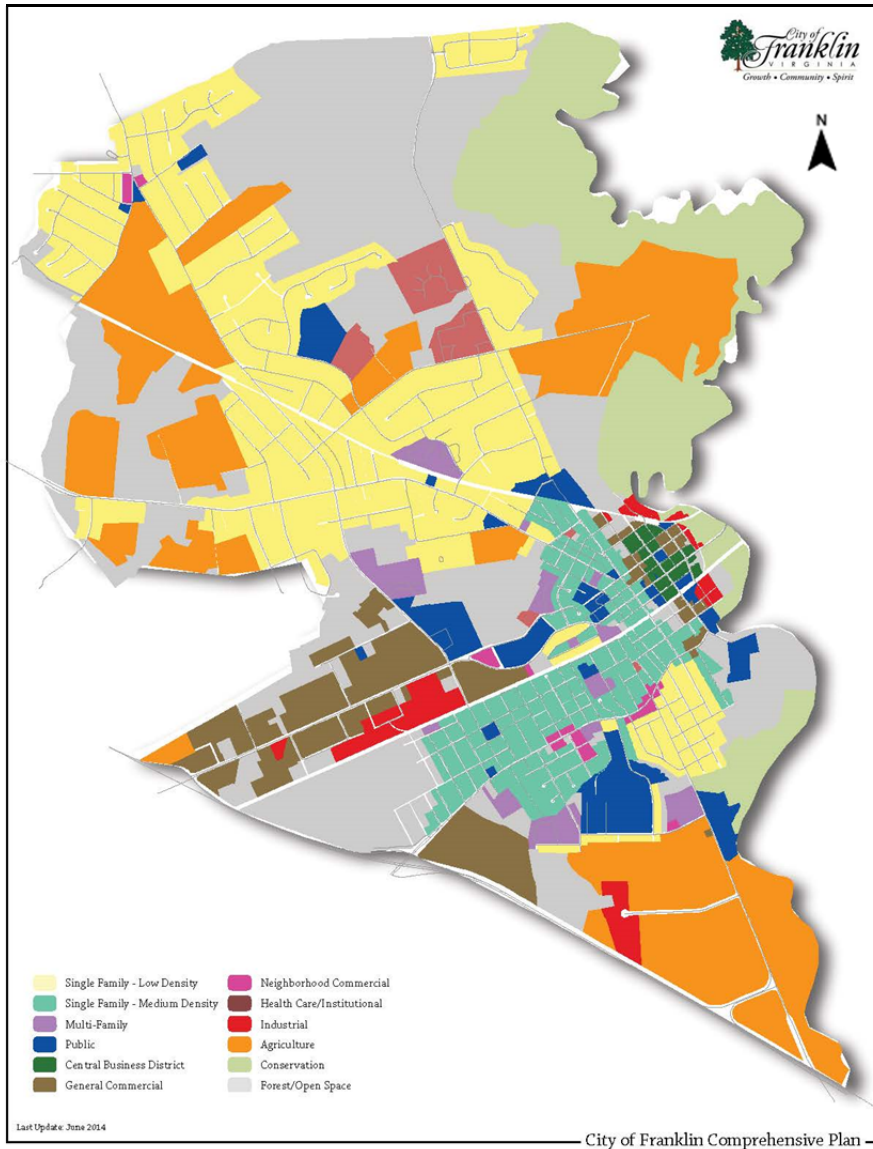 City of
Franklin
VIRGINIA
Growth • Community • Spirit
N
Single Family - Low Density
Single Family - Medium Density
Multi-Family
Public
Central Business District
General Commercial
Neighborhood Commercial
Health Care/Institutional
Industrial
Agriculture
Conservation
Forest/Open Space
Last Update: June 2014
City of Franklin Comprehensive Plan